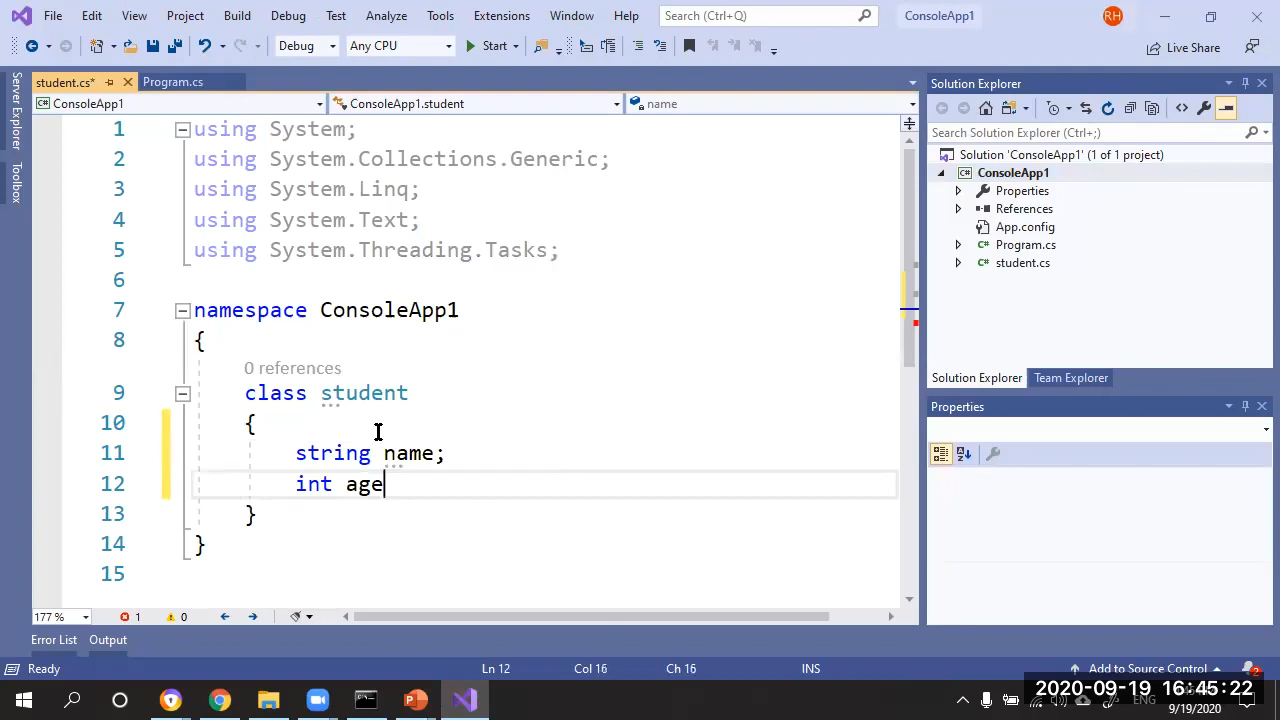 File Edit View Project Build Debug Test Analyze Tools Extensions Window Help Search (Ctrl+Q) ConsoleApp1 RH
Debug Any CPU Start Live Share
student.cs* Program.cs
ConsoleApp1 ConsoleApp1.student name
Server Explorer
Toolbox
1 using System;
2 using System.Collections.Generic;
3 using System.Linq;
4 using System.Text;
5 using System.Threading.Tasks;
6
7 namespace ConsoleApp1
8 {
0 references
9 class student
10 {
11 string name;
12 int age
13 }
14 }
15
177 % 1 0
Error List Output
Solution Explorer
Search Solution Explorer (Ctrl+;)
Solution 'ConsoleApp1' (1 of 1 project)
ConsoleApp1
Properties
References
App.config
Program.cs
student.cs
Solution Explorer Team Explorer
Properties
Ready Ln 12 Col 16 Ch 16 INS Add to Source Control 2
2020-09-19 16:45:22
ENG 9/19/2020